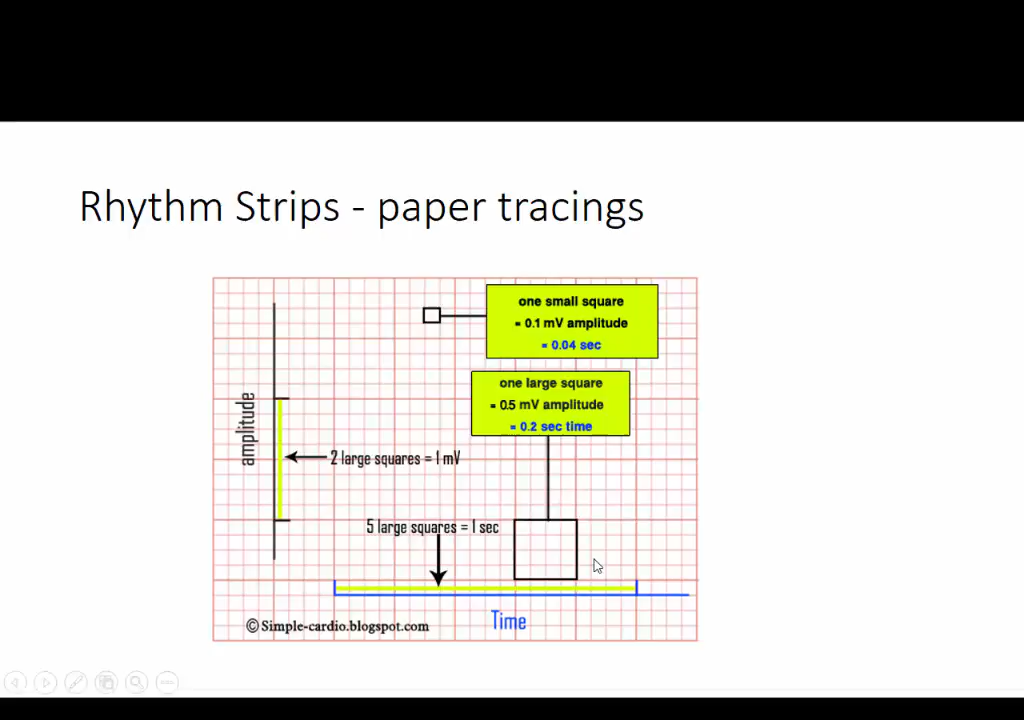 Rhythm Strips - paper tracings
one small square
= 0.1 mV amplitude
= 0.04 sec
one large square
= 0.5 mV amplitude
= 0.2 sec time
amplitude
2 large squares = 1 mV
5 large squares = 1 sec
Time
© Simple-cardio.blogspot.com